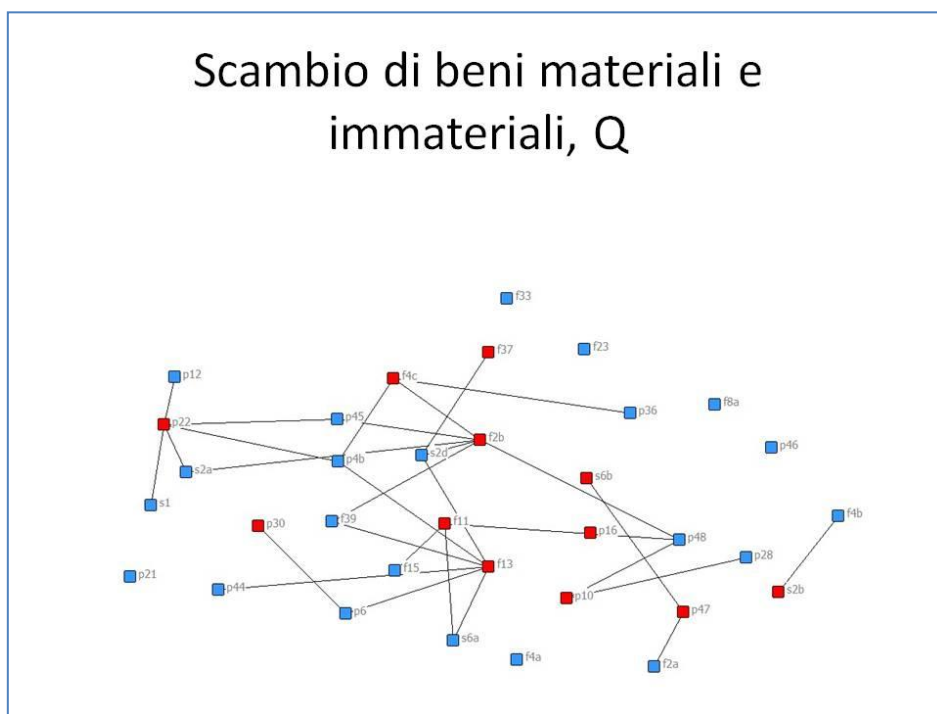 Scambio di beni materiali e
immateriali, Q
f33
f37
f23
p12
f4c
f8a
p36
p45
p22
f2b
p46
s2d
p4b
s2a
s6b
s1
f4b
f39
f11
p30
p16
p48
p28
f13
f15
p21
p44
s2b
p10
p6
p47
s6a
f4a
f2a